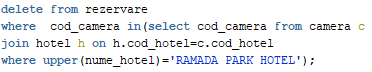 delete from rezervare
where  cod_camera in(select cod_camera from camera c
join hotel h on h.cod_hotel=c.cod_hotel
where upper(nume_hotel)='RAMADA PARK HOTEL');